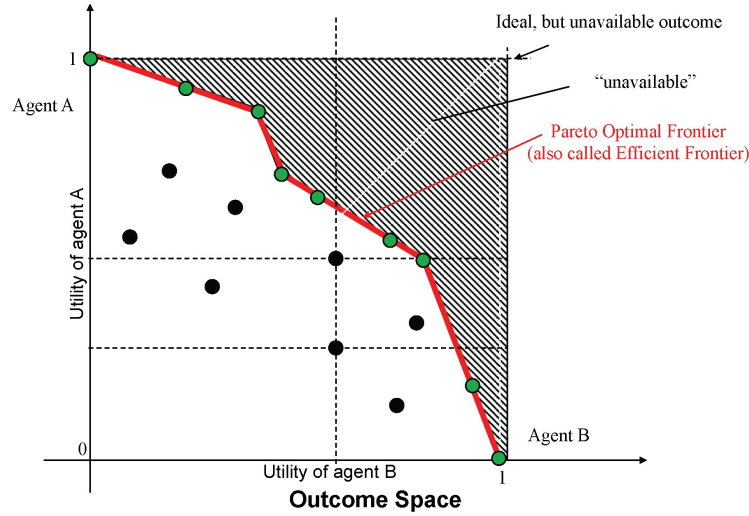 Ideal, but unavailable outcome
1
Agent A
“unavailable”
Pareto Optimal Frontier
(also called Efficient Frontier)
Utility of agent A
0
Agent B
Utility of agent B
1
Outcome Space